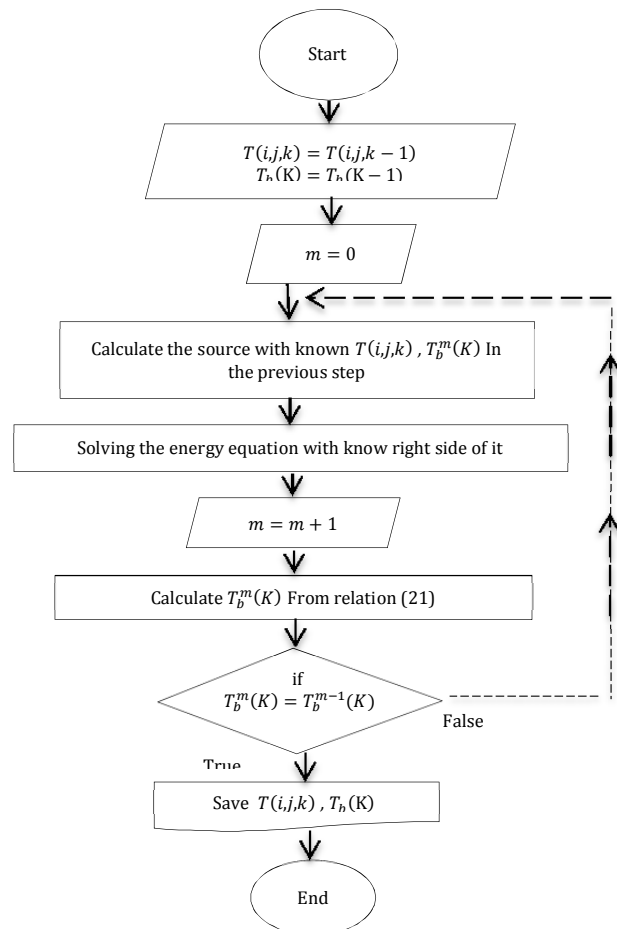 Start
T(i,j,k) = T(i,j,k − 1)
T_b(K) = T_b(K − 1)
m = 0
Calculate the source with known T(i,j,k) , T_b^m(K) In
the previous step
Solving the energy equation with know right side of it
m = m + 1
Calculate T_b^m(K) From relation (21)
if
T_b^m(K) = T_b^{m−1}(K)
False
True
Save T(i,j,k) , T_b(K)
End